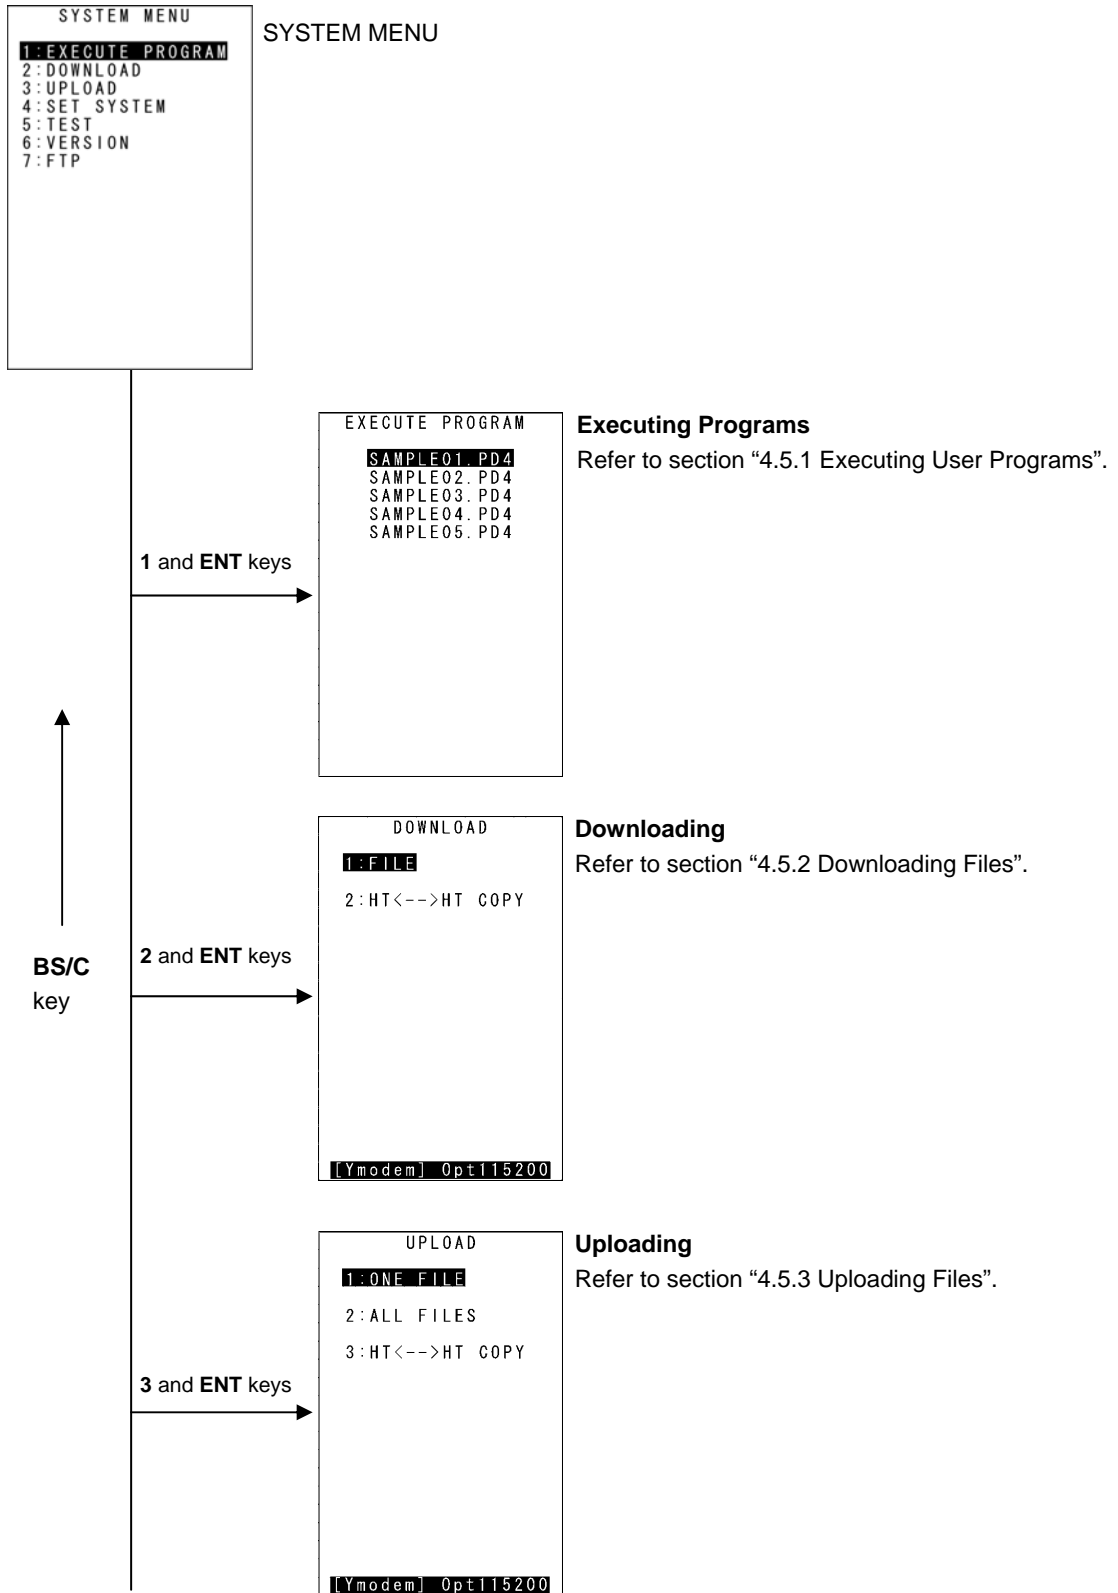 SYSTEM MENU
1:EXECUTE PROGRAM
2:DOWNLOAD
3:UPLOAD
4:SET SYSTEM
5:TEST
6:VERSION
7:FTP
SYSTEM MENU
EXECUTE PROGRAM
SAMPLE01.PD4
SAMPLE02.PD4
SAMPLE03.PD4
SAMPLE04.PD4
SAMPLE05.PD4
Executing Programs
Refer to section “4.5.1 Executing User Programs”.
1 and ENT keys
DOWNLOAD
1:FILE
2:HT<-->HT COPY
[Ymodem] Opt115200
Downloading
Refer to section “4.5.2 Downloading Files”.
BS/C
key
2 and ENT keys
UPLOAD
1:ONE FILE
2:ALL FILES
3:HT<-->HT COPY
[Ymodem] Opt115200
Uploading
Refer to section “4.5.3 Uploading Files”.
3 and ENT keys